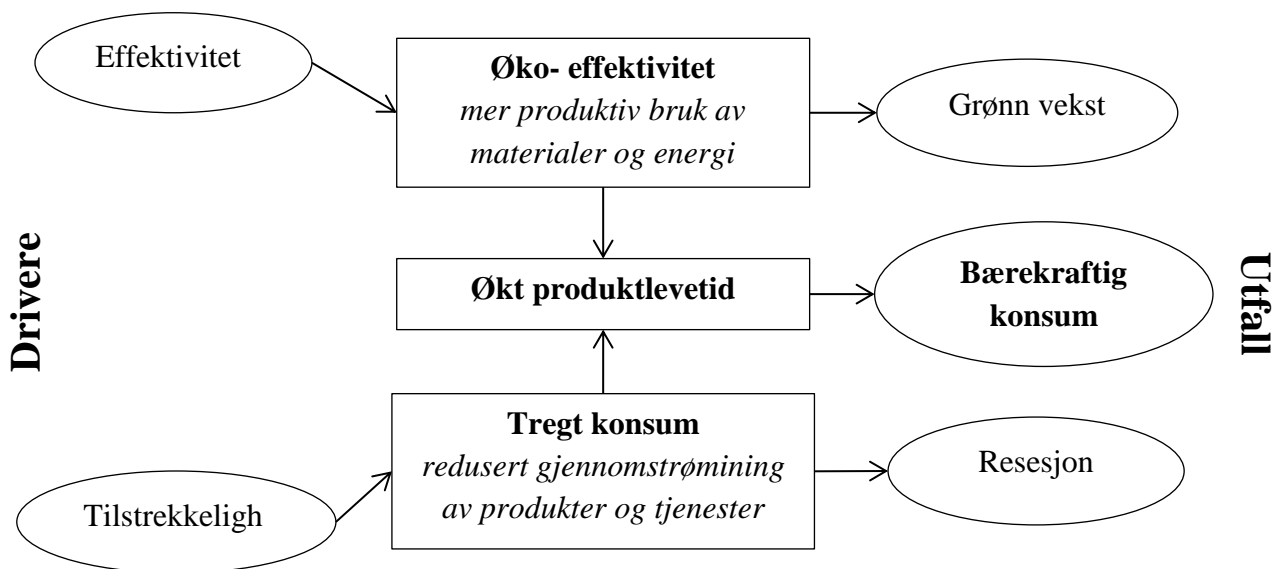 Effektivitet
Øko- effektivitet
mer produktiv bruk av
materialer og energi
Grønn vekst
Drivere
Økt produktlevetid
Bærekraftig
konsum
Utfall
Tregt konsum
redusert gjennomstrømining
av produkter og tjenester
Tilstrekkeligh
Resesjon